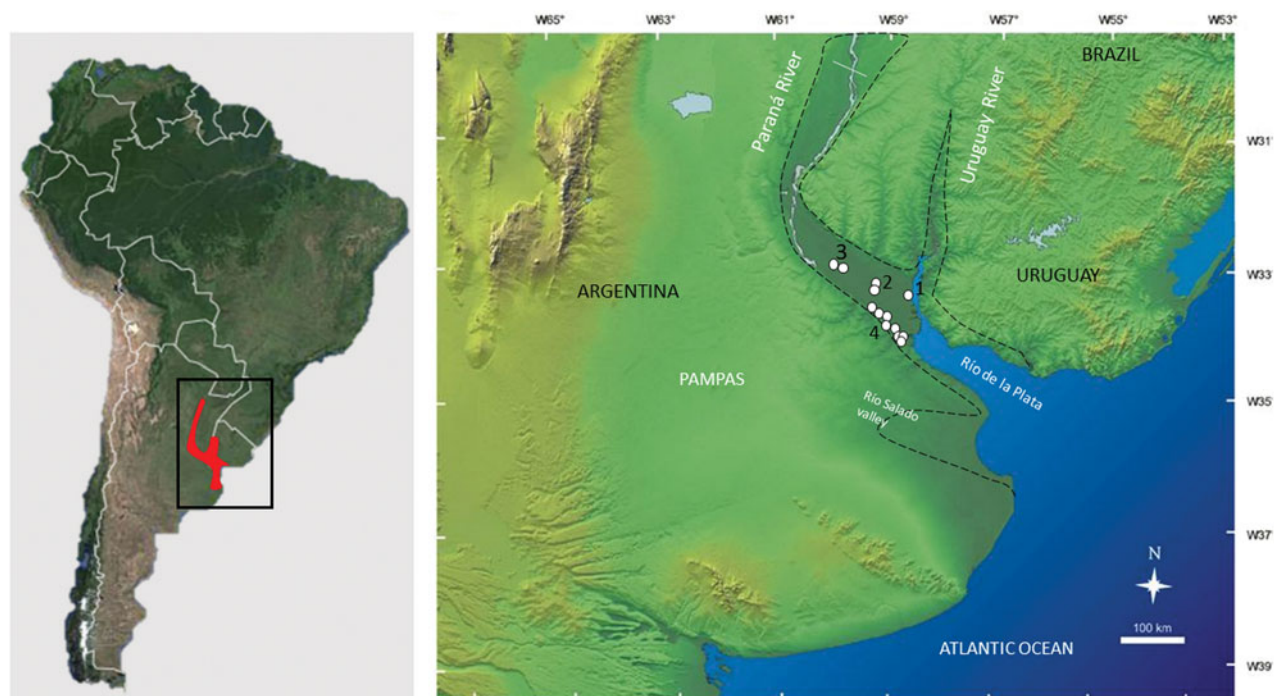 W65° W63° W61° W59° W57° W55° W53°
BRAZIL
Paraná River
Uruguay River
W31°
3
2
1
W33°
ARGENTINA
URUGUAY
4
PAMPAS
Río de la Plata
Río Salado
valley
W35°
W37°
N
100 km
ATLANTIC OCEAN
W39°